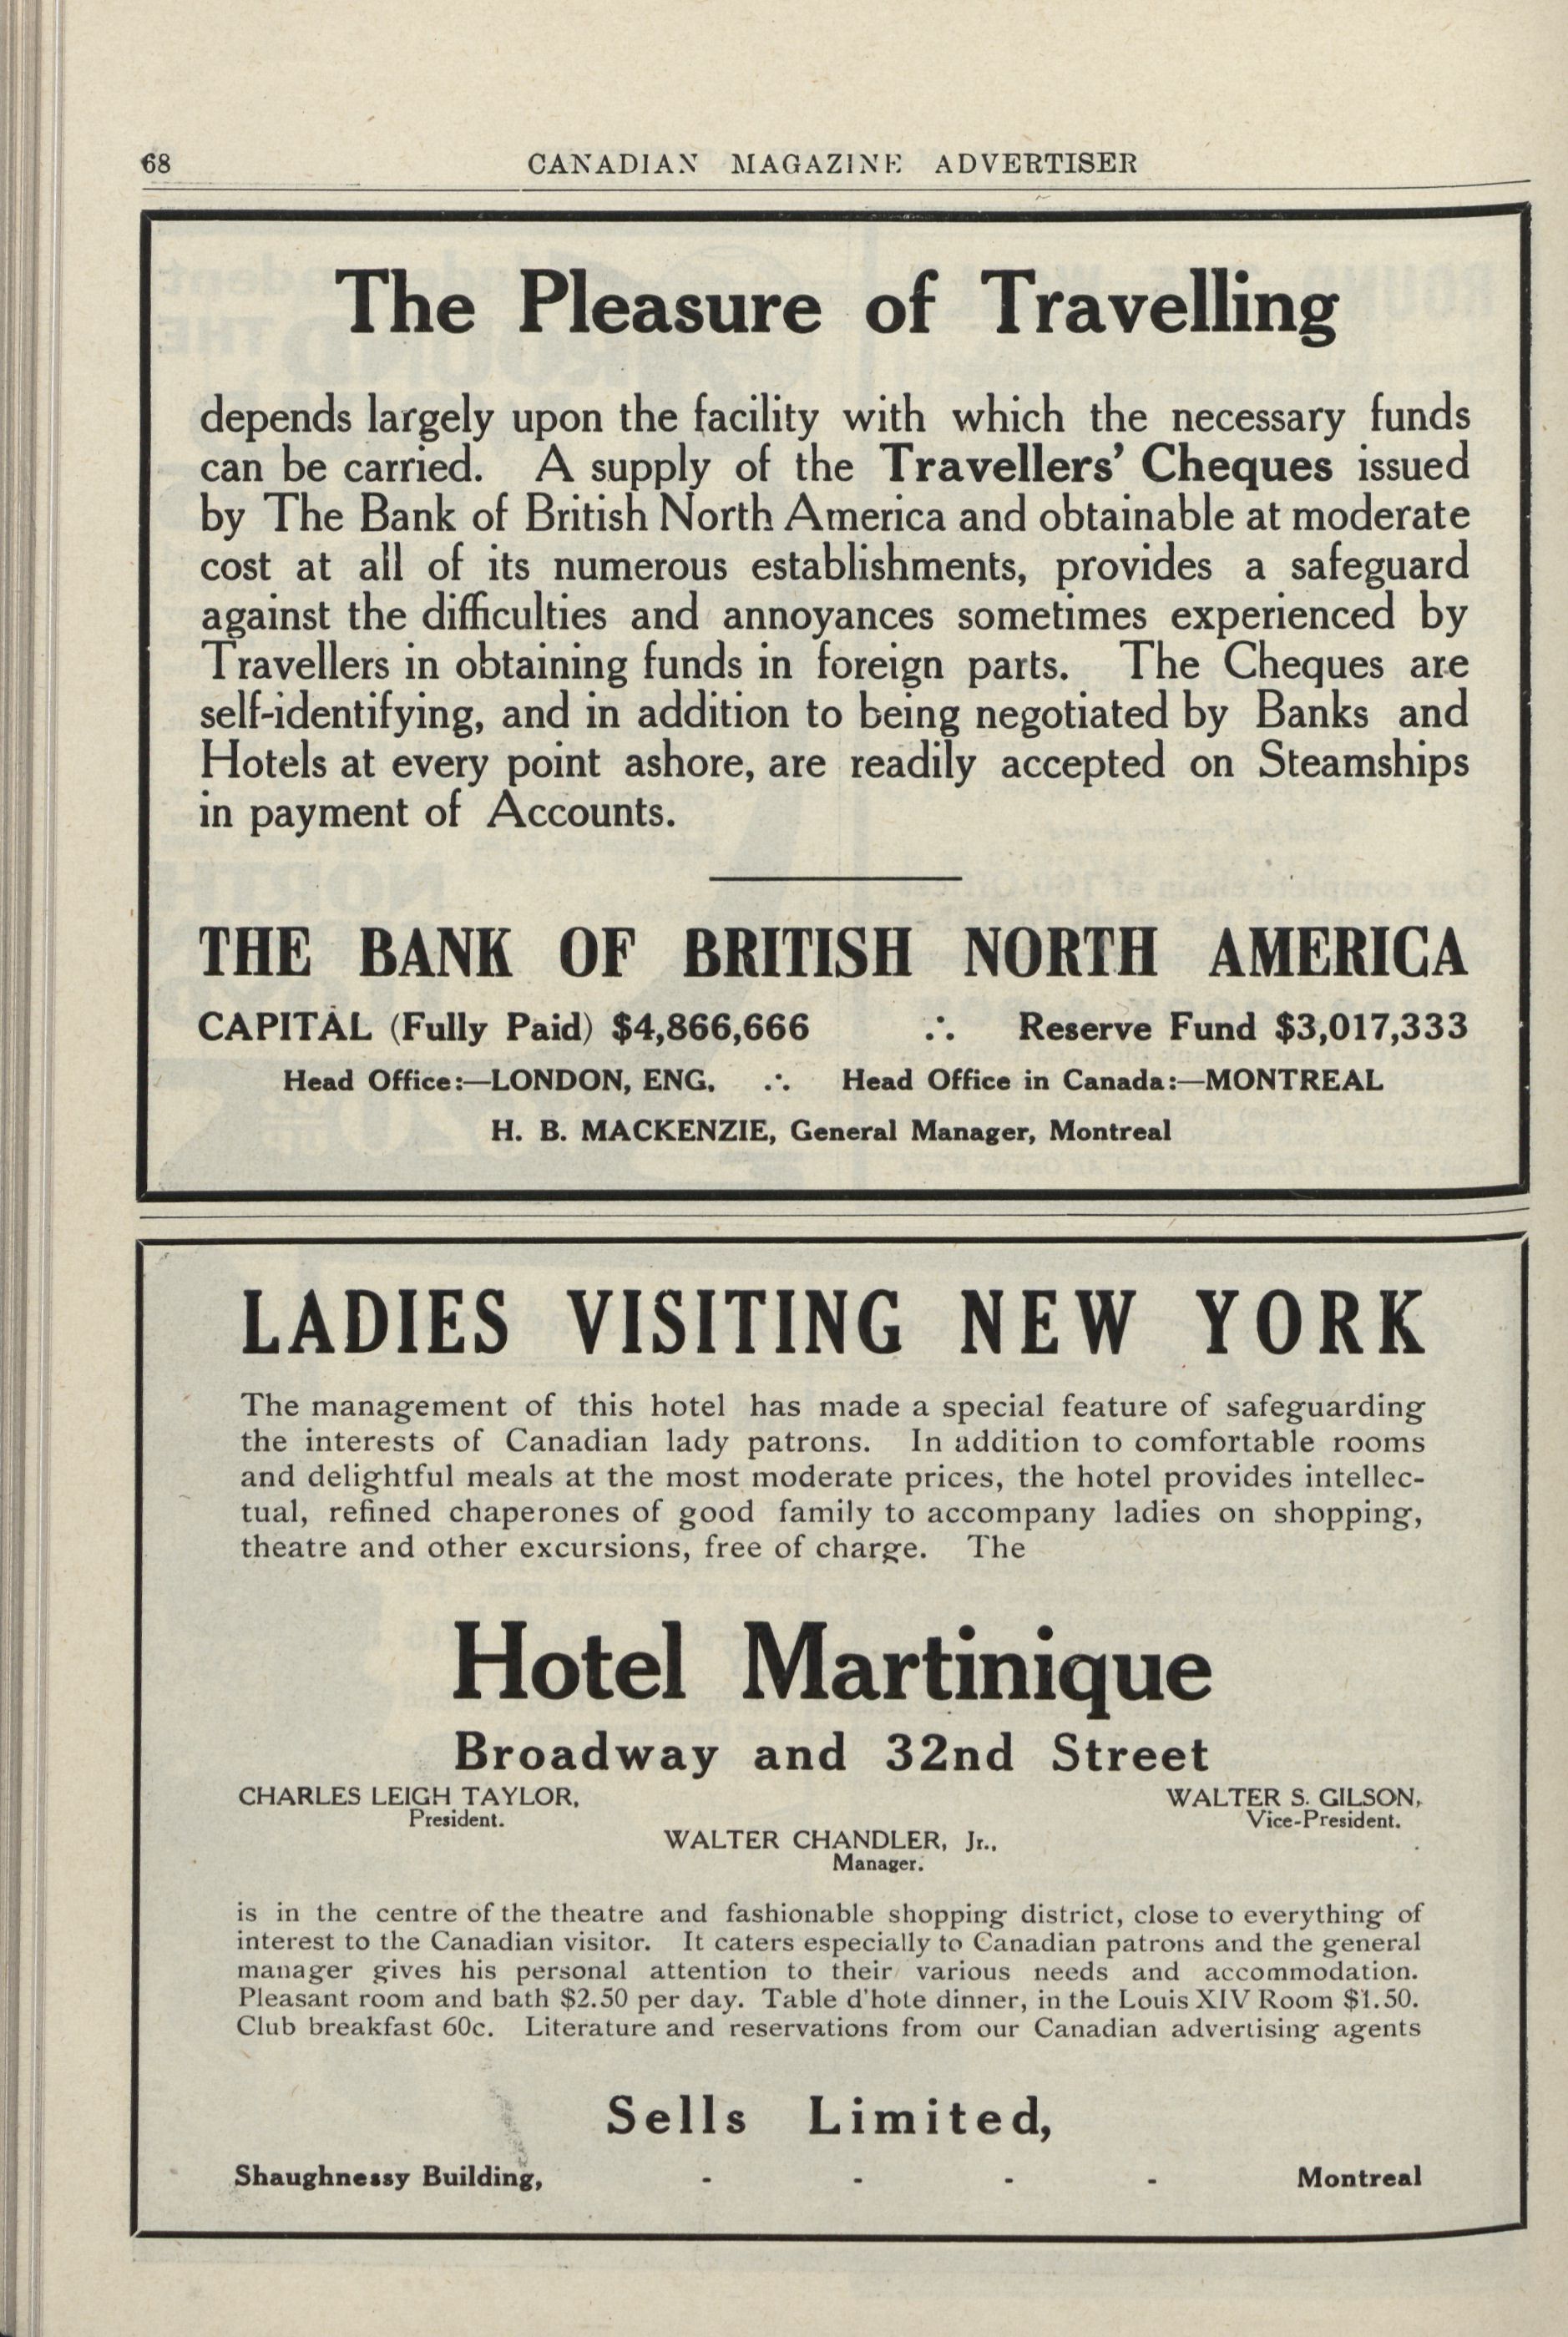 68 CANADIAN MAGAZINE ADVERTISER
The Pleasure of Travelling
depends largely upon the facility with which the necessary funds
can be carried. A supply of the Travellers' Cheques issued
by The Bank of British North America and obtainable at moderate
cost at all of its numerous establishments, provides a safeguard
against the difficulties and annoyances sometimes experienced by
Travellers in obtaining funds in foreign parts. The Cheques are
self-identifying, and in addition to being negotiated by Banks and
Hotels at every point ashore, are readily accepted on Steamships
in payment of Accounts.
THE BANK OF BRITISH NORTH AMERICA
CAPITAL (Fully Paid) $4,866,666 ∴ Reserve Fund $3,017,333
Head Office:—LONDON, ENG. ∴ Head Office in Canada:—MONTREAL
H. B. MACKENZIE, General Manager, Montreal
LADIES VISITING NEW YORK
The management of this hotel has made a special feature of safeguarding
the interests of Canadian lady patrons. In addition to comfortable rooms
and delightful meals at the most moderate prices, the hotel provides intellec-
tual, refined chaperones of good family to accompany ladies on shopping,
theatre and other excursions, free of charge. The
Hotel Martinique
Broadway and 32nd Street
CHARLES LEIGH TAYLOR, WALTER S. GILSON,
President. Vice-President.
WALTER CHANDLER, Jr.,
Manager.
is in the centre of the theatre and fashionable shopping district, close to everything of
interest to the Canadian visitor. It caters especially to Canadian patrons and the general
manager gives his personal attention to their various needs and accommodation.
Pleasant room and bath $2.50 per day. Table d'hote dinner, in the Louis XIV Room $1.50.
Club breakfast 60c. Literature and reservations from our Canadian advertising agents
Sells Limited,
Shaughnessy Building, - - - - Montreal